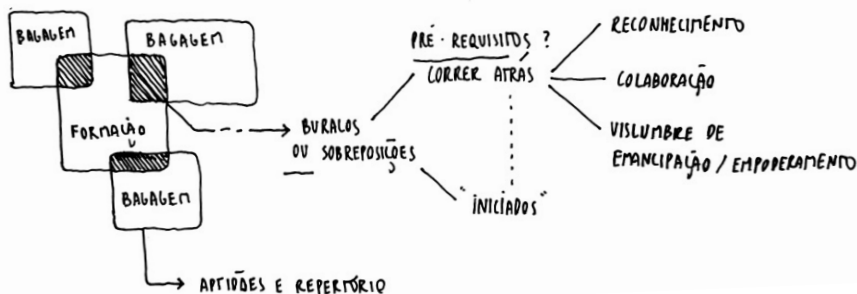 BAGAGEM
BAGAGEM
FORMAÇÃO
BAGAGEM
APTIDÕES E REPERTÓRIO
BURACOS
OU SOBREPOSIÇÕES
PRÉ-REQUISITOS ?
CORRER ATRÁS
"INICIADOS"
RECONHECIMENTO
COLABORAÇÃO
VISLUMBRE DE
EMANCIPAÇÃO / EMPODERAMENTO